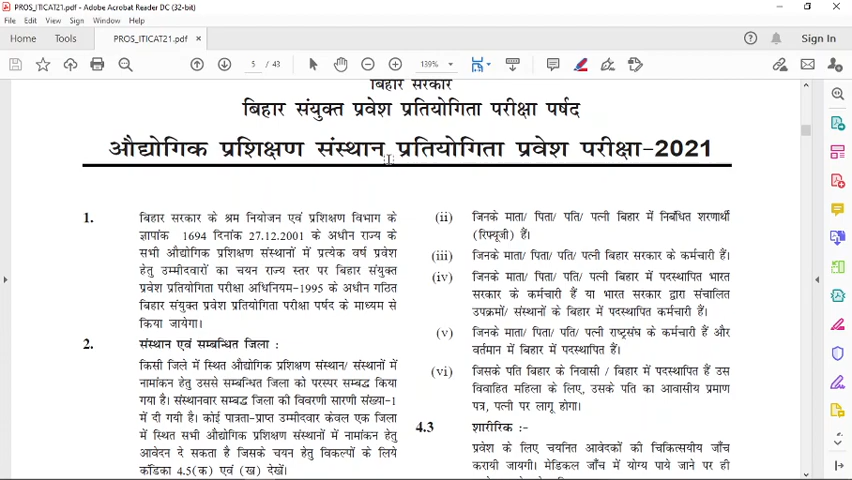 PROS_ITICAT21.pdf - Adobe Acrobat Reader DC (32-bit)
File Edit View Sign Window Help
Home Tools PROS_ITICAT21.pdf × Sign In
5 / 43 139%
बिहार सरकार
बिहार संयुक्त प्रवेश प्रतियोगिता परीक्षा पर्षद
औद्योगिक प्रशिक्षण संस्थान प्रतियोगिता प्रवेश परीक्षा-2021
1. बिहार सरकार के श्रम नियोजन एवं प्रशिक्षण विभाग के
ज्ञापांक 1694 दिनांक 27.12.2001 के अधीन राज्य के
सभी औद्योगिक प्रशिक्षण संस्थानों में प्रत्येक वर्ष प्रवेश
हेतु उम्मीदवारों का चयन राज्य स्तर पर बिहार संयुक्त
प्रवेश प्रतियोगिता परीक्षा अधिनियम-1995 के अधीन गठित
बिहार संयुक्त प्रवेश प्रतियोगिता परीक्षा पर्षद के माध्यम से
किया जायेगा।
2. संस्थान एवं सम्बन्धित जिला :
किसी जिले में स्थित औद्योगिक प्रशिक्षण संस्थान/ संस्थानों में
नामांकन हेतु उससे सम्बन्धित जिला को परस्पर सम्बद्ध किया
गया है। संस्थानवार सम्बद्ध जिला की विवरणी सारणी संख्या-1
में दी गयी है। कोई पात्रता-प्राप्त उम्मीदवार केवल एक जिला
में स्थित सभी औद्योगिक प्रशिक्षण संस्थानों में नामांकन हेतु
आवेदन दे सकता है जिसके चयन हेतु विकल्पों के लिये
कंडिका 4.5(क) एवं (ख) देखें।
(ii) जिनके माता/ पिता/ पति/ पत्नी बिहार में निबंधित शरणार्थी
(रिफ्यूजी) हैं।
(iii) जिनके माता/ पिता/ पति/ पत्नी बिहार सरकार के कर्मचारी हैं।
(iv) जिनके माता/ पिता/ पति/ पत्नी बिहार में पदस्थापित भारत
सरकार के कर्मचारी हैं या भारत सरकार द्वारा संचालित
उपक्रमों/ संस्थानों के बिहार में पदस्थापित कर्मचारी हैं।
(v) जिनके माता/ पिता/ पति/ पत्नी राष्ट्रसंघ के कर्मचारी हैं और
वर्तमान में बिहार में पदस्थापित हैं।
(vi) जिसके पति बिहार के निवासी / बिहार में पदस्थापित हैं उस
विवाहित महिला के लिए, उसके पति का आवासीय प्रमाण
पत्र, पत्नी पर लागू होगा।
4.3 शारीरिक :-
प्रवेश के लिए चयनित आवेदकों की चिकित्सयीय जाँच
करायी जायगी। मेडिकल जाँच में योग्य पाये जाने पर ही